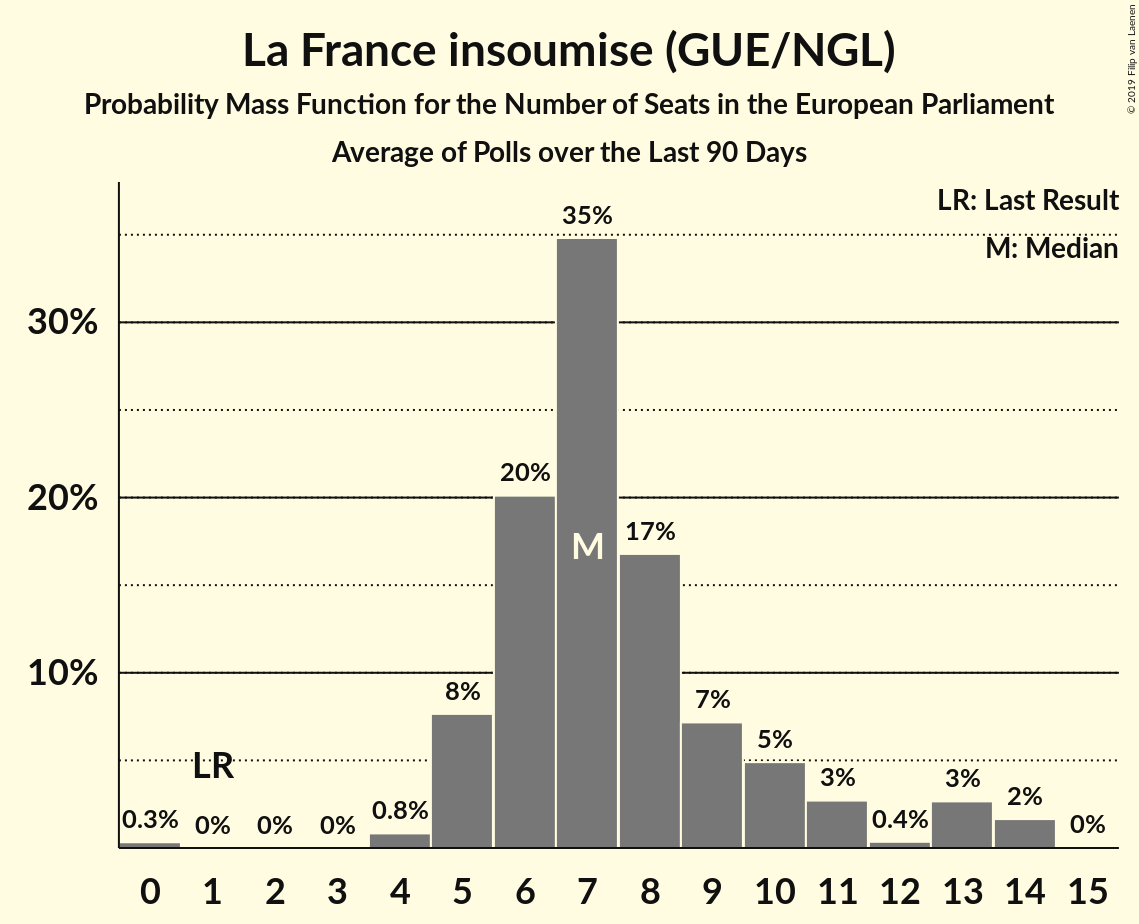 © 2019 Filip van Laenen
La France insoumise (GUE/NGL)
Probability Mass Function for the Number of Seats in the European Parliament
Average of Polls over the Last 90 Days
LR: Last Result
M: Median
35%
30%
20%
20%
17%
M
10%
8%
7%
5%
LR
3%
3%
2%
0.3%
0%
0%
0%
0.8%
0.4%
0%
0 1 2 3 4 5 6 7 8 9 10 11 12 13 14 15